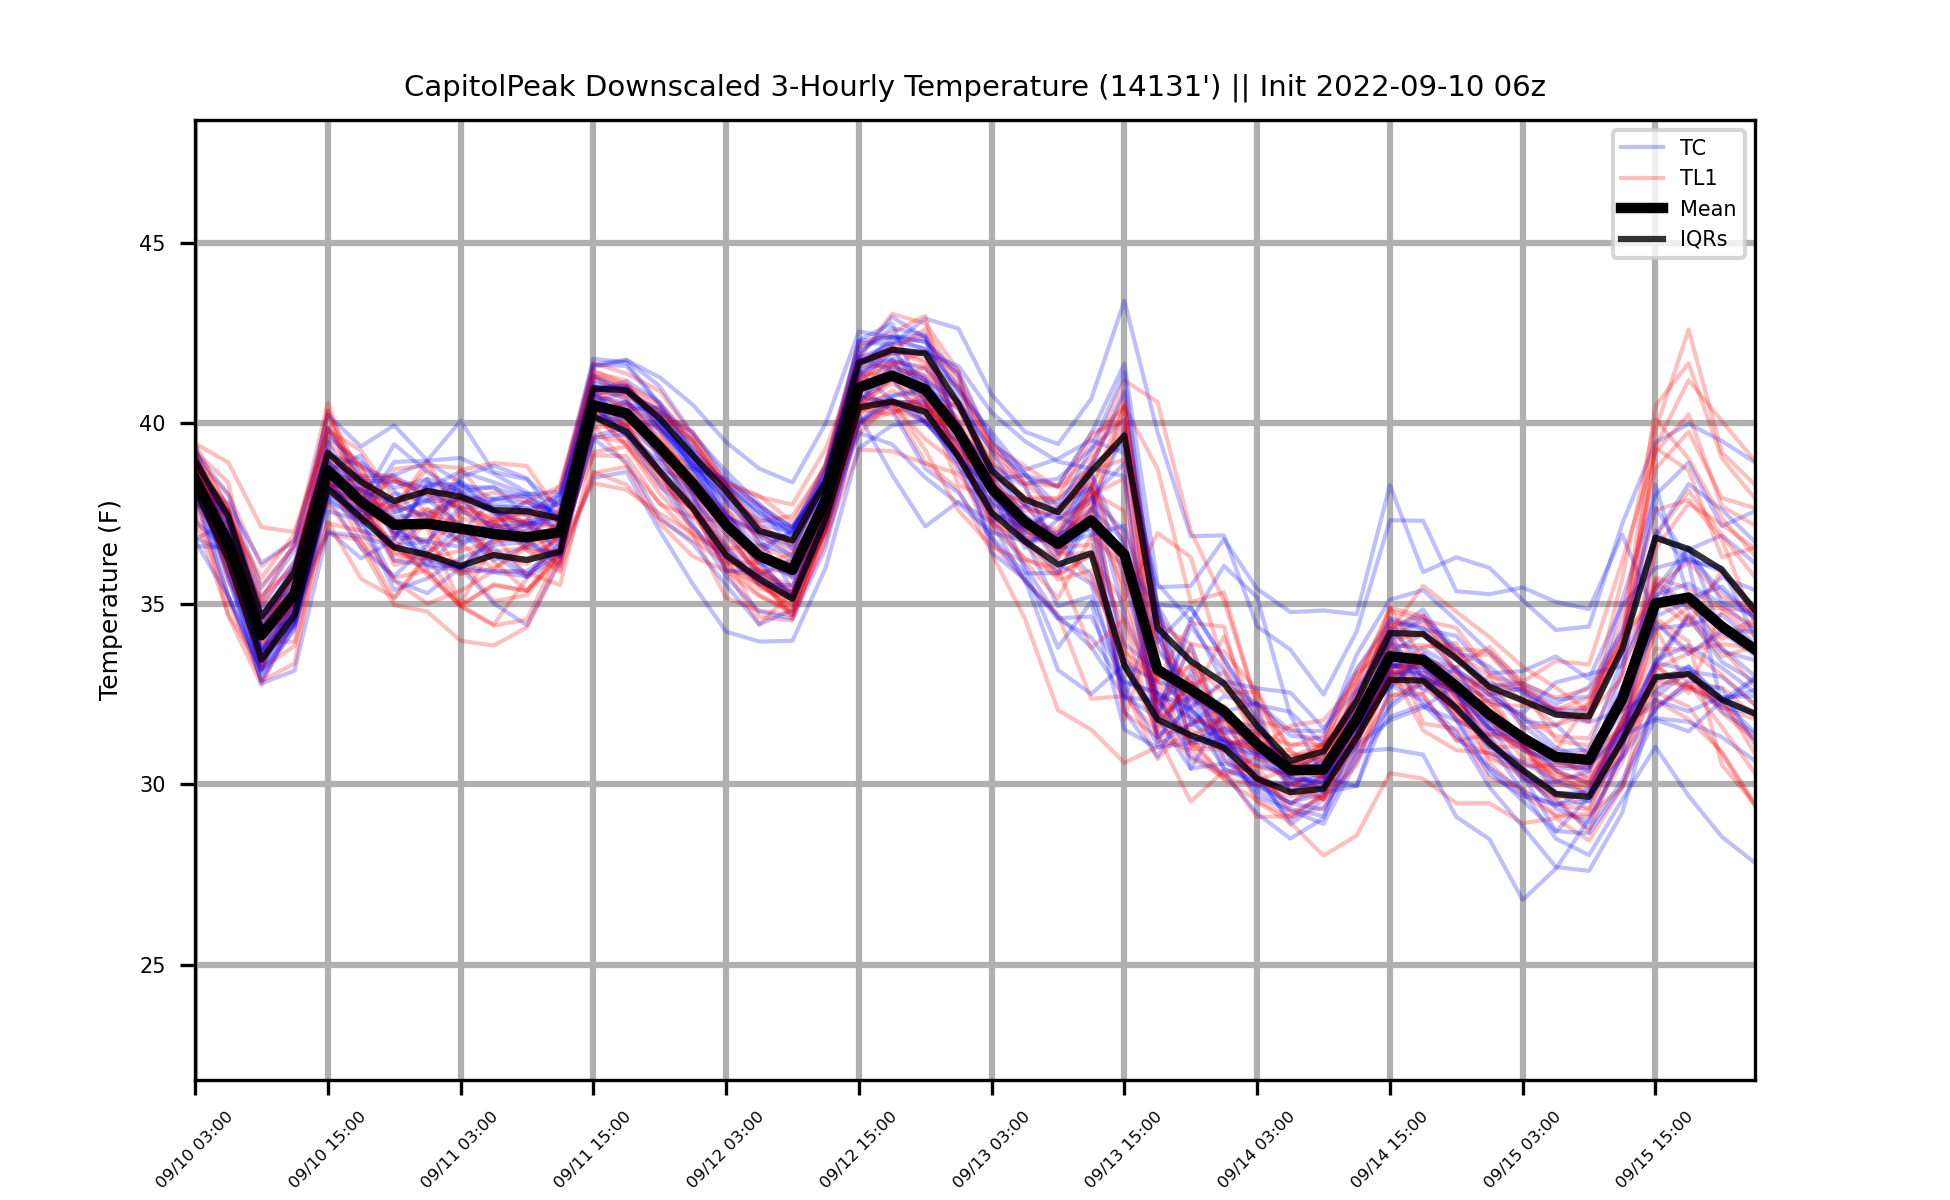 CapitolPeak Downscaled 3-Hourly Temperature (14131') || Init 2022-09-10 06z
TC
TL1
Mean
IQRs
Temperature (F)
45
40
35
30
25
09/10 03:00
09/10 15:00
09/11 03:00
09/11 15:00
09/12 03:00
09/12 15:00
09/13 03:00
09/13 15:00
09/14 03:00
09/14 15:00
09/15 03:00
09/15 15:00